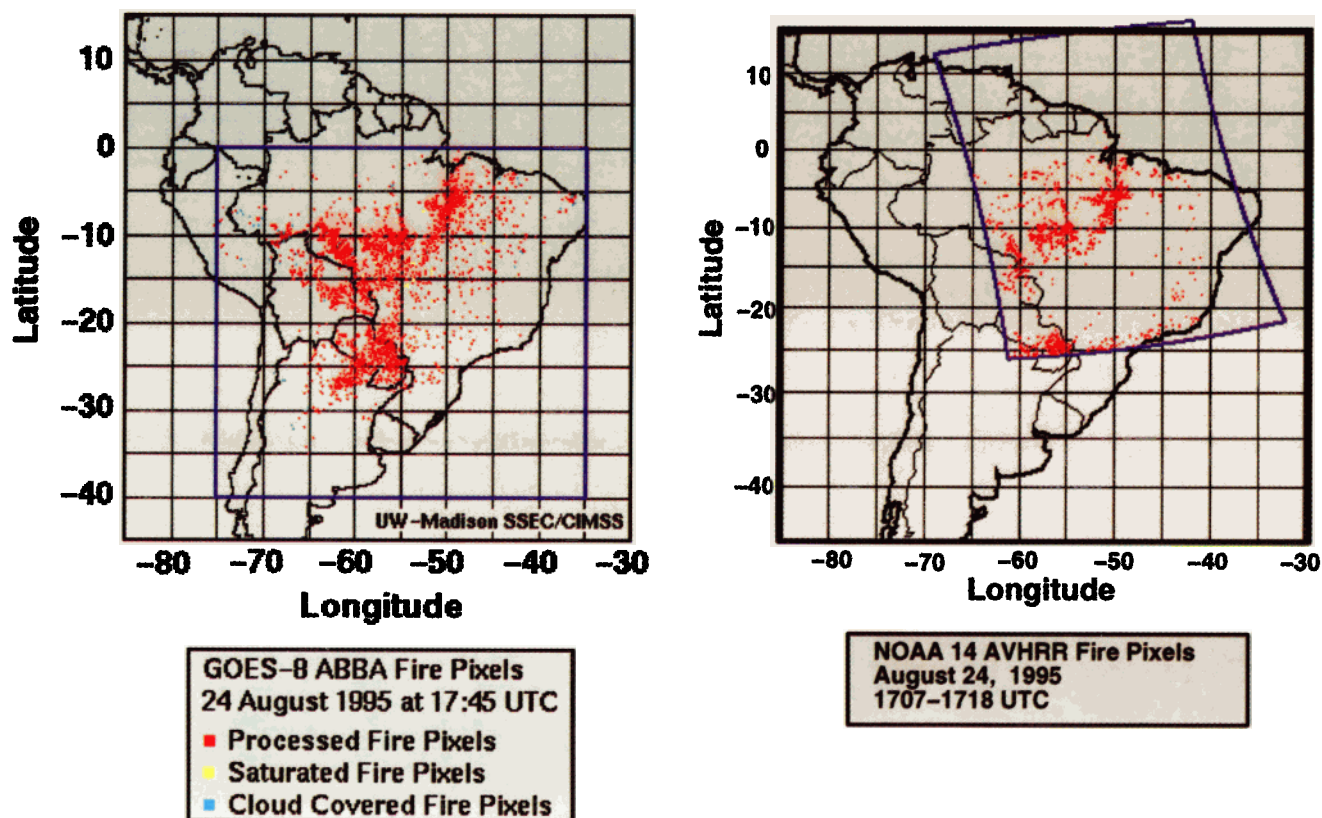 10
0
−10
−20
−30
−40
Latitude
UW−Madison SSEC/CIMSS
−80 −70 −60 −50 −40 −30
Longitude
GOES−8 ABBA Fire Pixels
24 August 1995 at 17:45 UTC
Processed Fire Pixels
Saturated Fire Pixels
Cloud Covered Fire Pixels
10
0
−10
−20
−30
−40
Latitude
−80 −70 −60 −50 −40 −30
Longitude
NOAA 14 AVHRR Fire Pixels
August 24, 1995
1707−1718 UTC